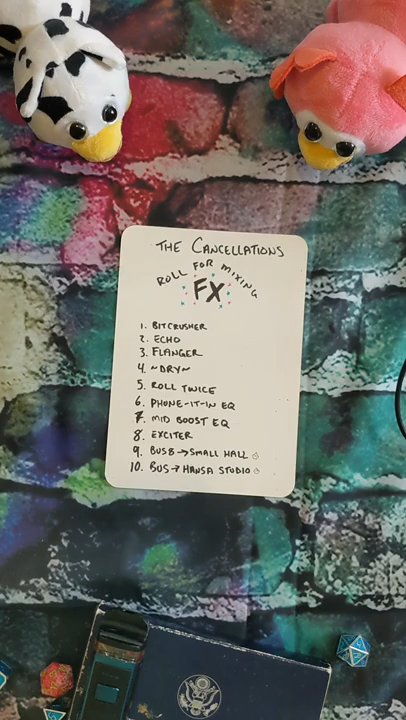 THE CANCELLATIONS
ROLL FOR MIXING
FX
1. BITCRUSHER
2. ECHO
3. FLANGER
4. ~DRY~
5. ROLL TWICE
6. PHONE-IT-IN EQ
7. MID BOOST EQ
8. EXCITER
9. BUS8→SMALL HALL
10. BUS→HANSA STUDIO